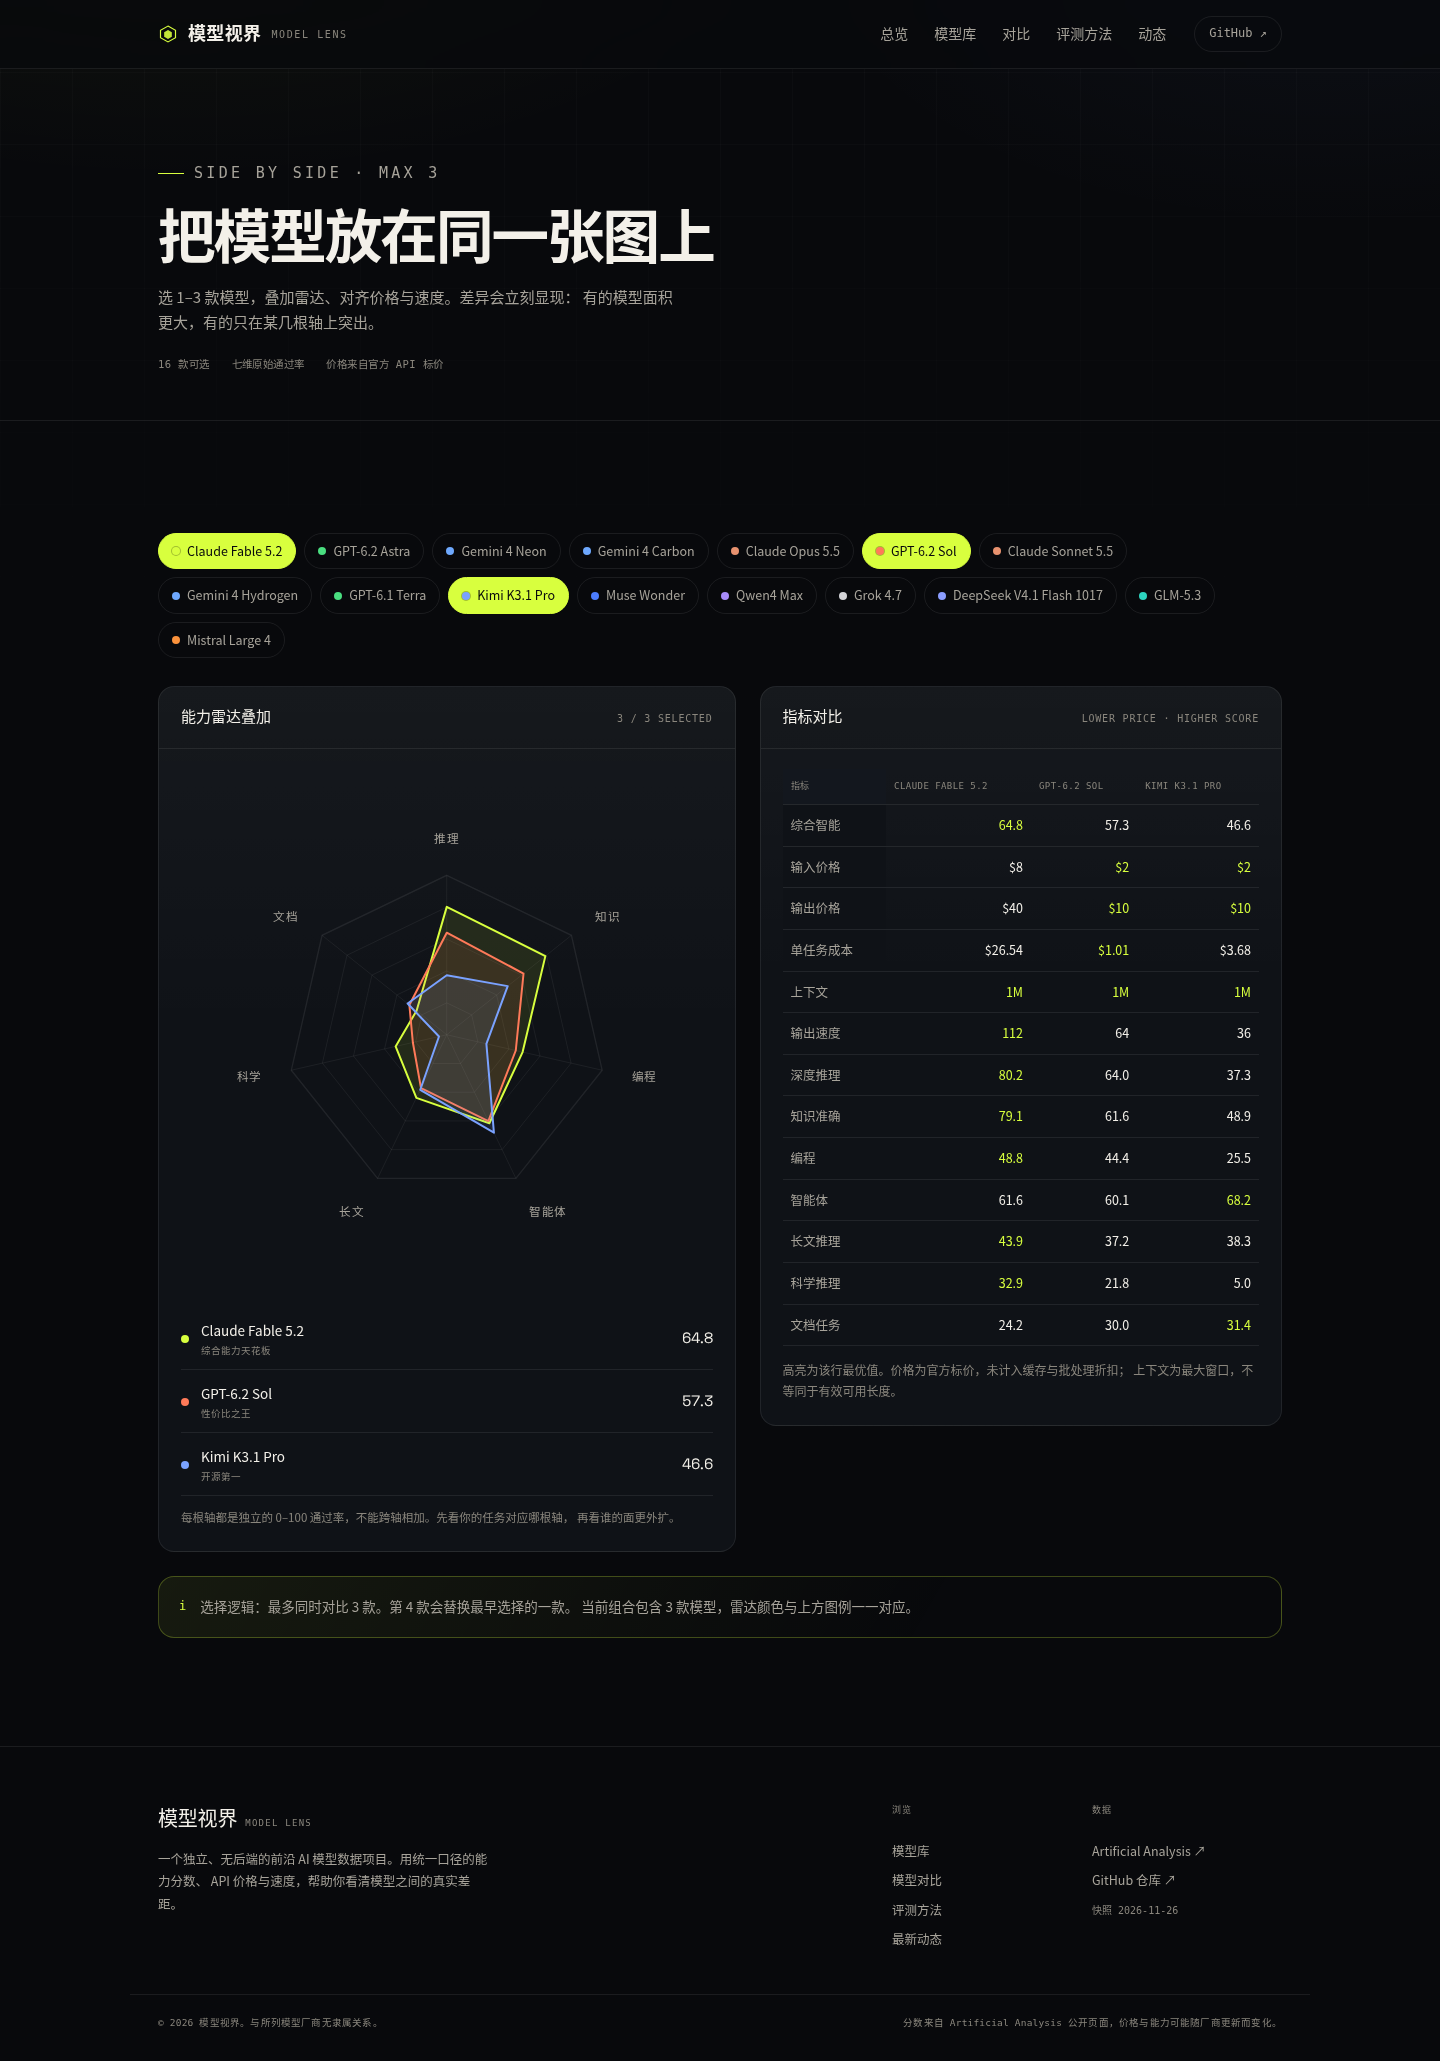 模型视界 MODEL LENS
总览 模型库 对比 评测方法 动态 GitHub ↗
SIDE BY SIDE · MAX 3
把模型放在同一张图上
选 1–3 款模型，叠加雷达、对齐价格与速度。差异会立刻显现： 有的模型面积
更大，有的只在某几根轴上突出。
16 款可选 七维原始通过率 价格来自官方 API 标价
Claude Fable 5.2 GPT-6.2 Astra Gemini 4 Neon Gemini 4 Carbon Claude Opus 5.5 GPT-6.2 Sol Claude Sonnet 5.5
Gemini 4 Hydrogen GPT-6.1 Terra Kimi K3.1 Pro Muse Wonder Qwen4 Max Grok 4.7 DeepSeek V4.1 Flash 1017 GLM-5.3
Mistral Large 4
能力雷达叠加 3 / 3 SELECTED
推理
文档 知识
科学 编程
长文 智能体
Claude Fable 5.2 64.8
综合能力天花板
GPT-6.2 Sol 57.3
性价比之王
Kimi K3.1 Pro 46.6
开源第一
每根轴都是独立的 0–100 通过率，不能跨轴相加。先看你的任务对应哪根轴， 再看谁的面更外扩。
指标对比 LOWER PRICE · HIGHER SCORE
指标 CLAUDE FABLE 5.2 GPT-6.2 SOL KIMI K3.1 PRO
综合智能 64.8 57.3 46.6
输入价格 $8 $2 $2
输出价格 $40 $10 $10
单任务成本 $26.54 $1.01 $3.68
上下文 1M 1M 1M
输出速度 112 64 36
深度推理 80.2 64.0 37.3
知识准确 79.1 61.6 48.9
编程 48.8 44.4 25.5
智能体 61.6 60.1 68.2
长文推理 43.9 37.2 38.3
科学推理 32.9 21.8 5.0
文档任务 24.2 30.0 31.4
高亮为该行最优值。价格为官方标价，未计入缓存与批处理折扣； 上下文为最大窗口，不
等同于有效可用长度。
i 选择逻辑：最多同时对比 3 款。第 4 款会替换最早选择的一款。 当前组合包含 3 款模型，雷达颜色与上方图例一一对应。
模型视界 MODEL LENS
一个独立、无后端的前沿 AI 模型数据项目。用统一口径的能
力分数、 API 价格与速度，帮助你看清模型之间的真实差
距。
浏览
模型库
模型对比
评测方法
最新动态
数据
Artificial Analysis ↗
GitHub 仓库 ↗
快照 2026-11-26
© 2026 模型视界。与所列模型厂商无隶属关系。
分数来自 Artificial Analysis 公开页面，价格与能力可能随厂商更新而变化。